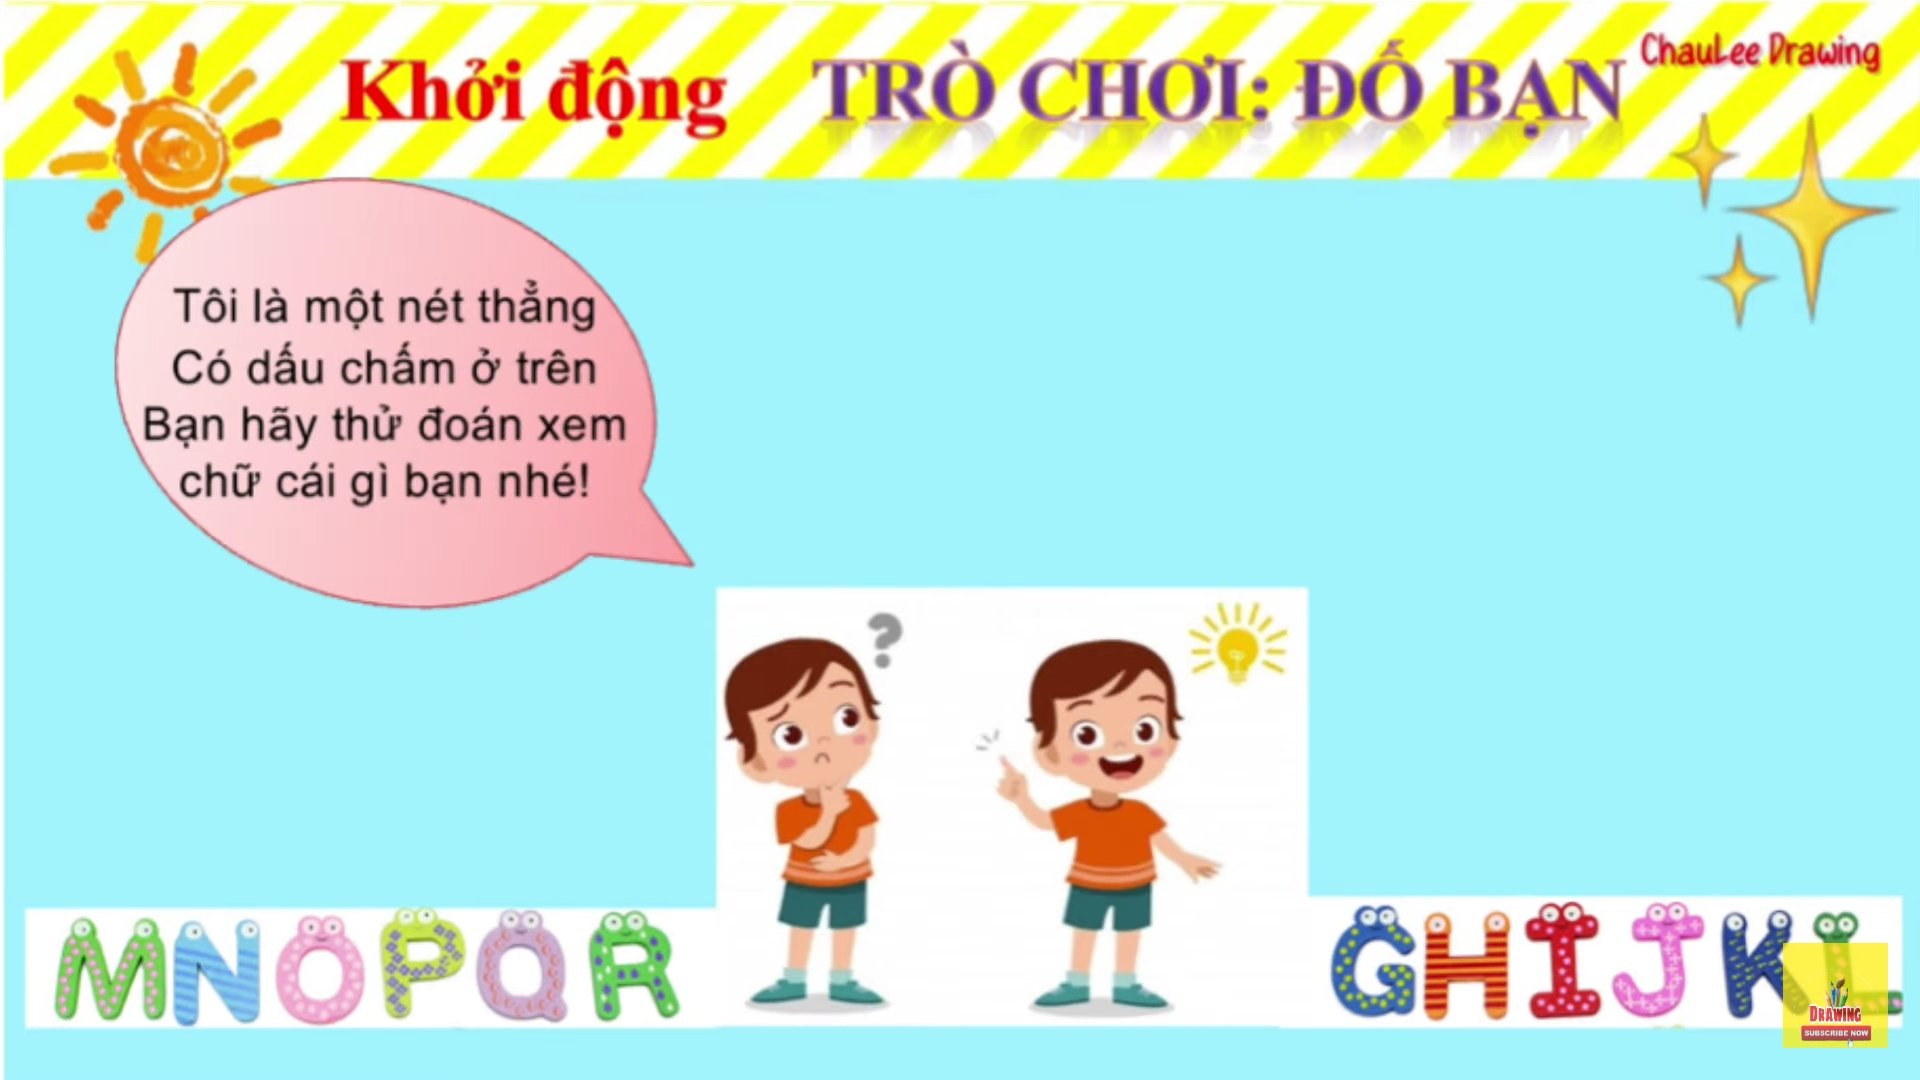 Khởi động TRÒ CHƠI: ĐỐ BẠN
ChauLee Drawing
Tôi là một nét thẳng
Có dấu chấm ở trên
Bạn hãy thử đoán xem
chữ cái gì bạn nhé!
?
MNOPQR
GHIJKL
DRAWING
SUBSCRIBE NOW